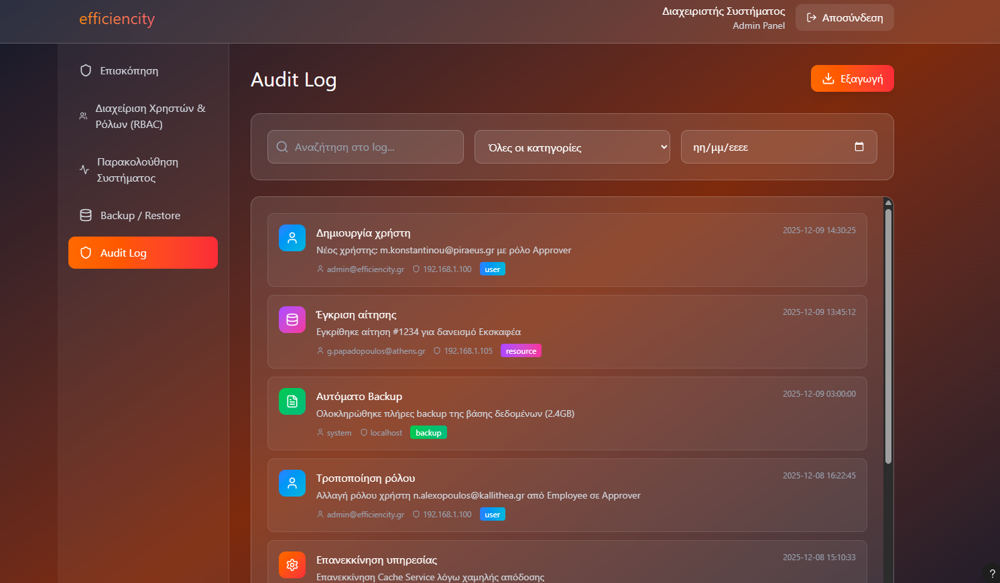 efficiencity
Διαχειριστής Συστήματος
Admin Panel
Αποσύνδεση
Επισκόπηση
Διαχείριση Χρηστών &
Ρόλων (RBAC)
Παρακολούθηση
Συστήματος
Backup / Restore
Audit Log
Audit Log
Εξαγωγή
Αναζήτηση στο log...
Όλες οι κατηγορίες
ηη/μμ/εεεε
Δημιουργία χρήστη
2025-12-09 14:30:25
Νέος χρήστης: m.konstantinou@piraeus.gr με ρόλο Approver
admin@efficiencity.gr 192.168.1.100 user
Έγκριση αίτησης
2025-12-09 13:45:12
Εγκρίθηκε αίτηση #1234 για δανεισμό Εκσκαφέα
g.papadopoulos@athens.gr 192.168.1.105 resource
Αυτόματο Backup
2025-12-09 03:00:00
Ολοκληρώθηκε πλήρες backup της βάσης δεδομένων (2.4GB)
system localhost backup
Τροποποίηση ρόλου
2025-12-08 16:22:45
Αλλαγή ρόλου χρήστη n.alexopoulos@kallithea.gr από Employee σε Approver
admin@efficiencity.gr 192.168.1.100 user
Επανεκκίνηση υπηρεσίας
2025-12-08 15:10:33
Επανεκκίνηση Cache Service λόγω χαμηλής απόδοσης
?